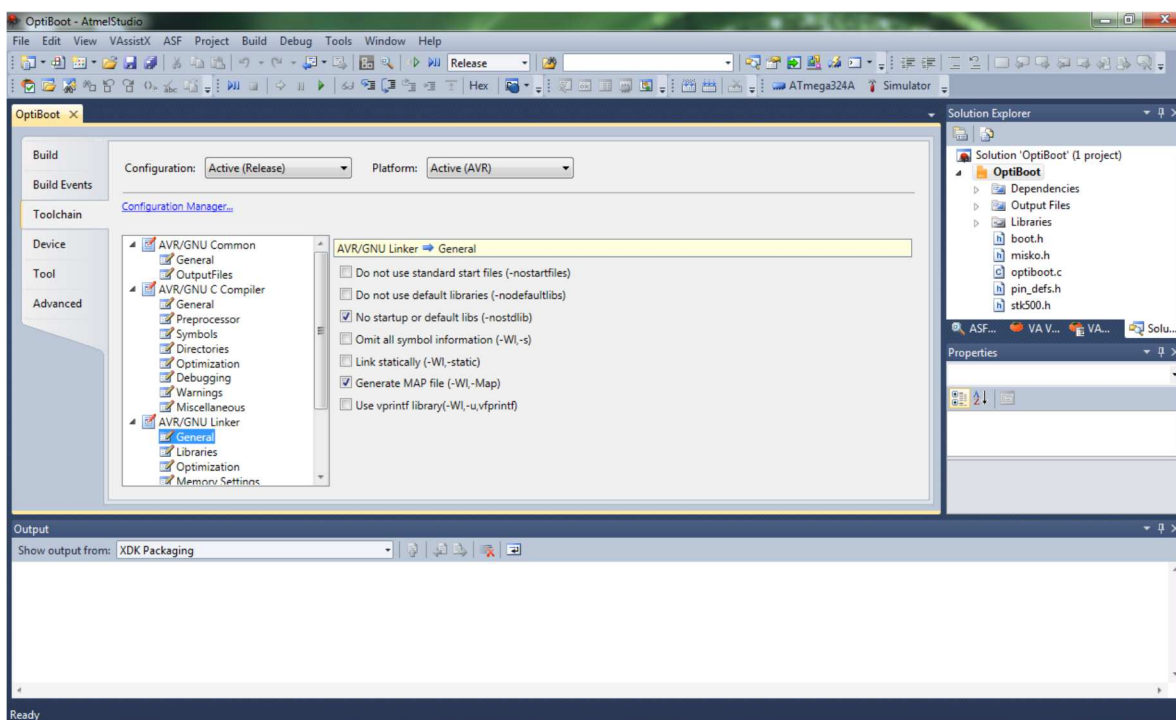 OptiBoot - AtmelStudio
File Edit View VAssistX ASF Project Build Debug Tools Window Help
Release
Hex ATmega324A Simulator
OptiBoot
Build
Build Events
Toolchain
Device
Tool
Advanced
Configuration: Active (Release) Platform: Active (AVR)
Configuration Manager...
AVR/GNU Common
General
OutputFiles
AVR/GNU C Compiler
General
Preprocessor
Symbols
Directories
Optimization
Debugging
Warnings
Miscellaneous
AVR/GNU Linker
General
Libraries
Optimization
Memory Settings
AVR/GNU Linker General
Do not use standard start files (-nostartfiles)
Do not use default libraries (-nodefaultlibs)
No startup or default libs (-nostdlib)
Omit all symbol information (-Wl,-s)
Link statically (-Wl,-static)
Generate MAP file (-Wl,-Map)
Use vprintf library(-Wl,-u,vfprintf)
Solution Explorer
Solution 'OptiBoot' (1 project)
OptiBoot
Dependencies
Output Files
Libraries
boot.h
misko.h
optiboot.c
pin_defs.h
stk500.h
ASF... VA V... VA... Solu...
Properties
Output
Show output from: XDK Packaging
Ready